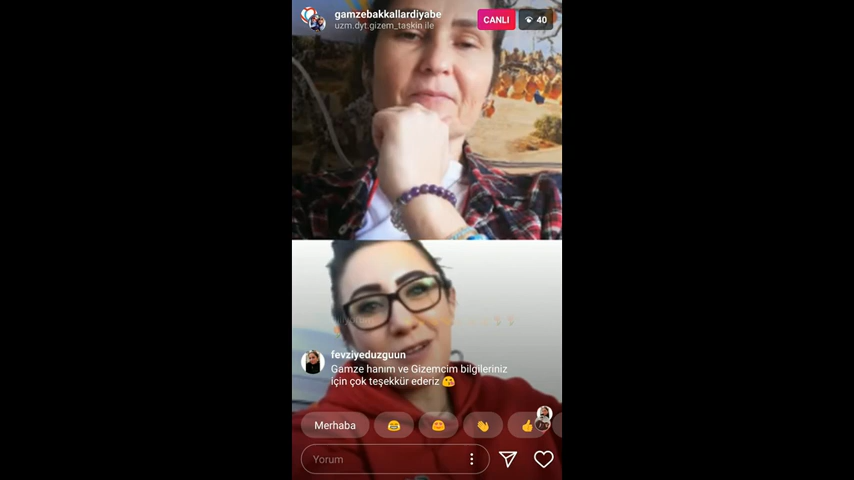 gamzebakkallardiyabe
uzm.dyt.gizem_taskin ile
CANLI
40
fevziyeduzguun
Gamze hanım ve Gizemcim bilgileriniz
için çok teşekkür ederiz 😘
Merhaba
Yorum